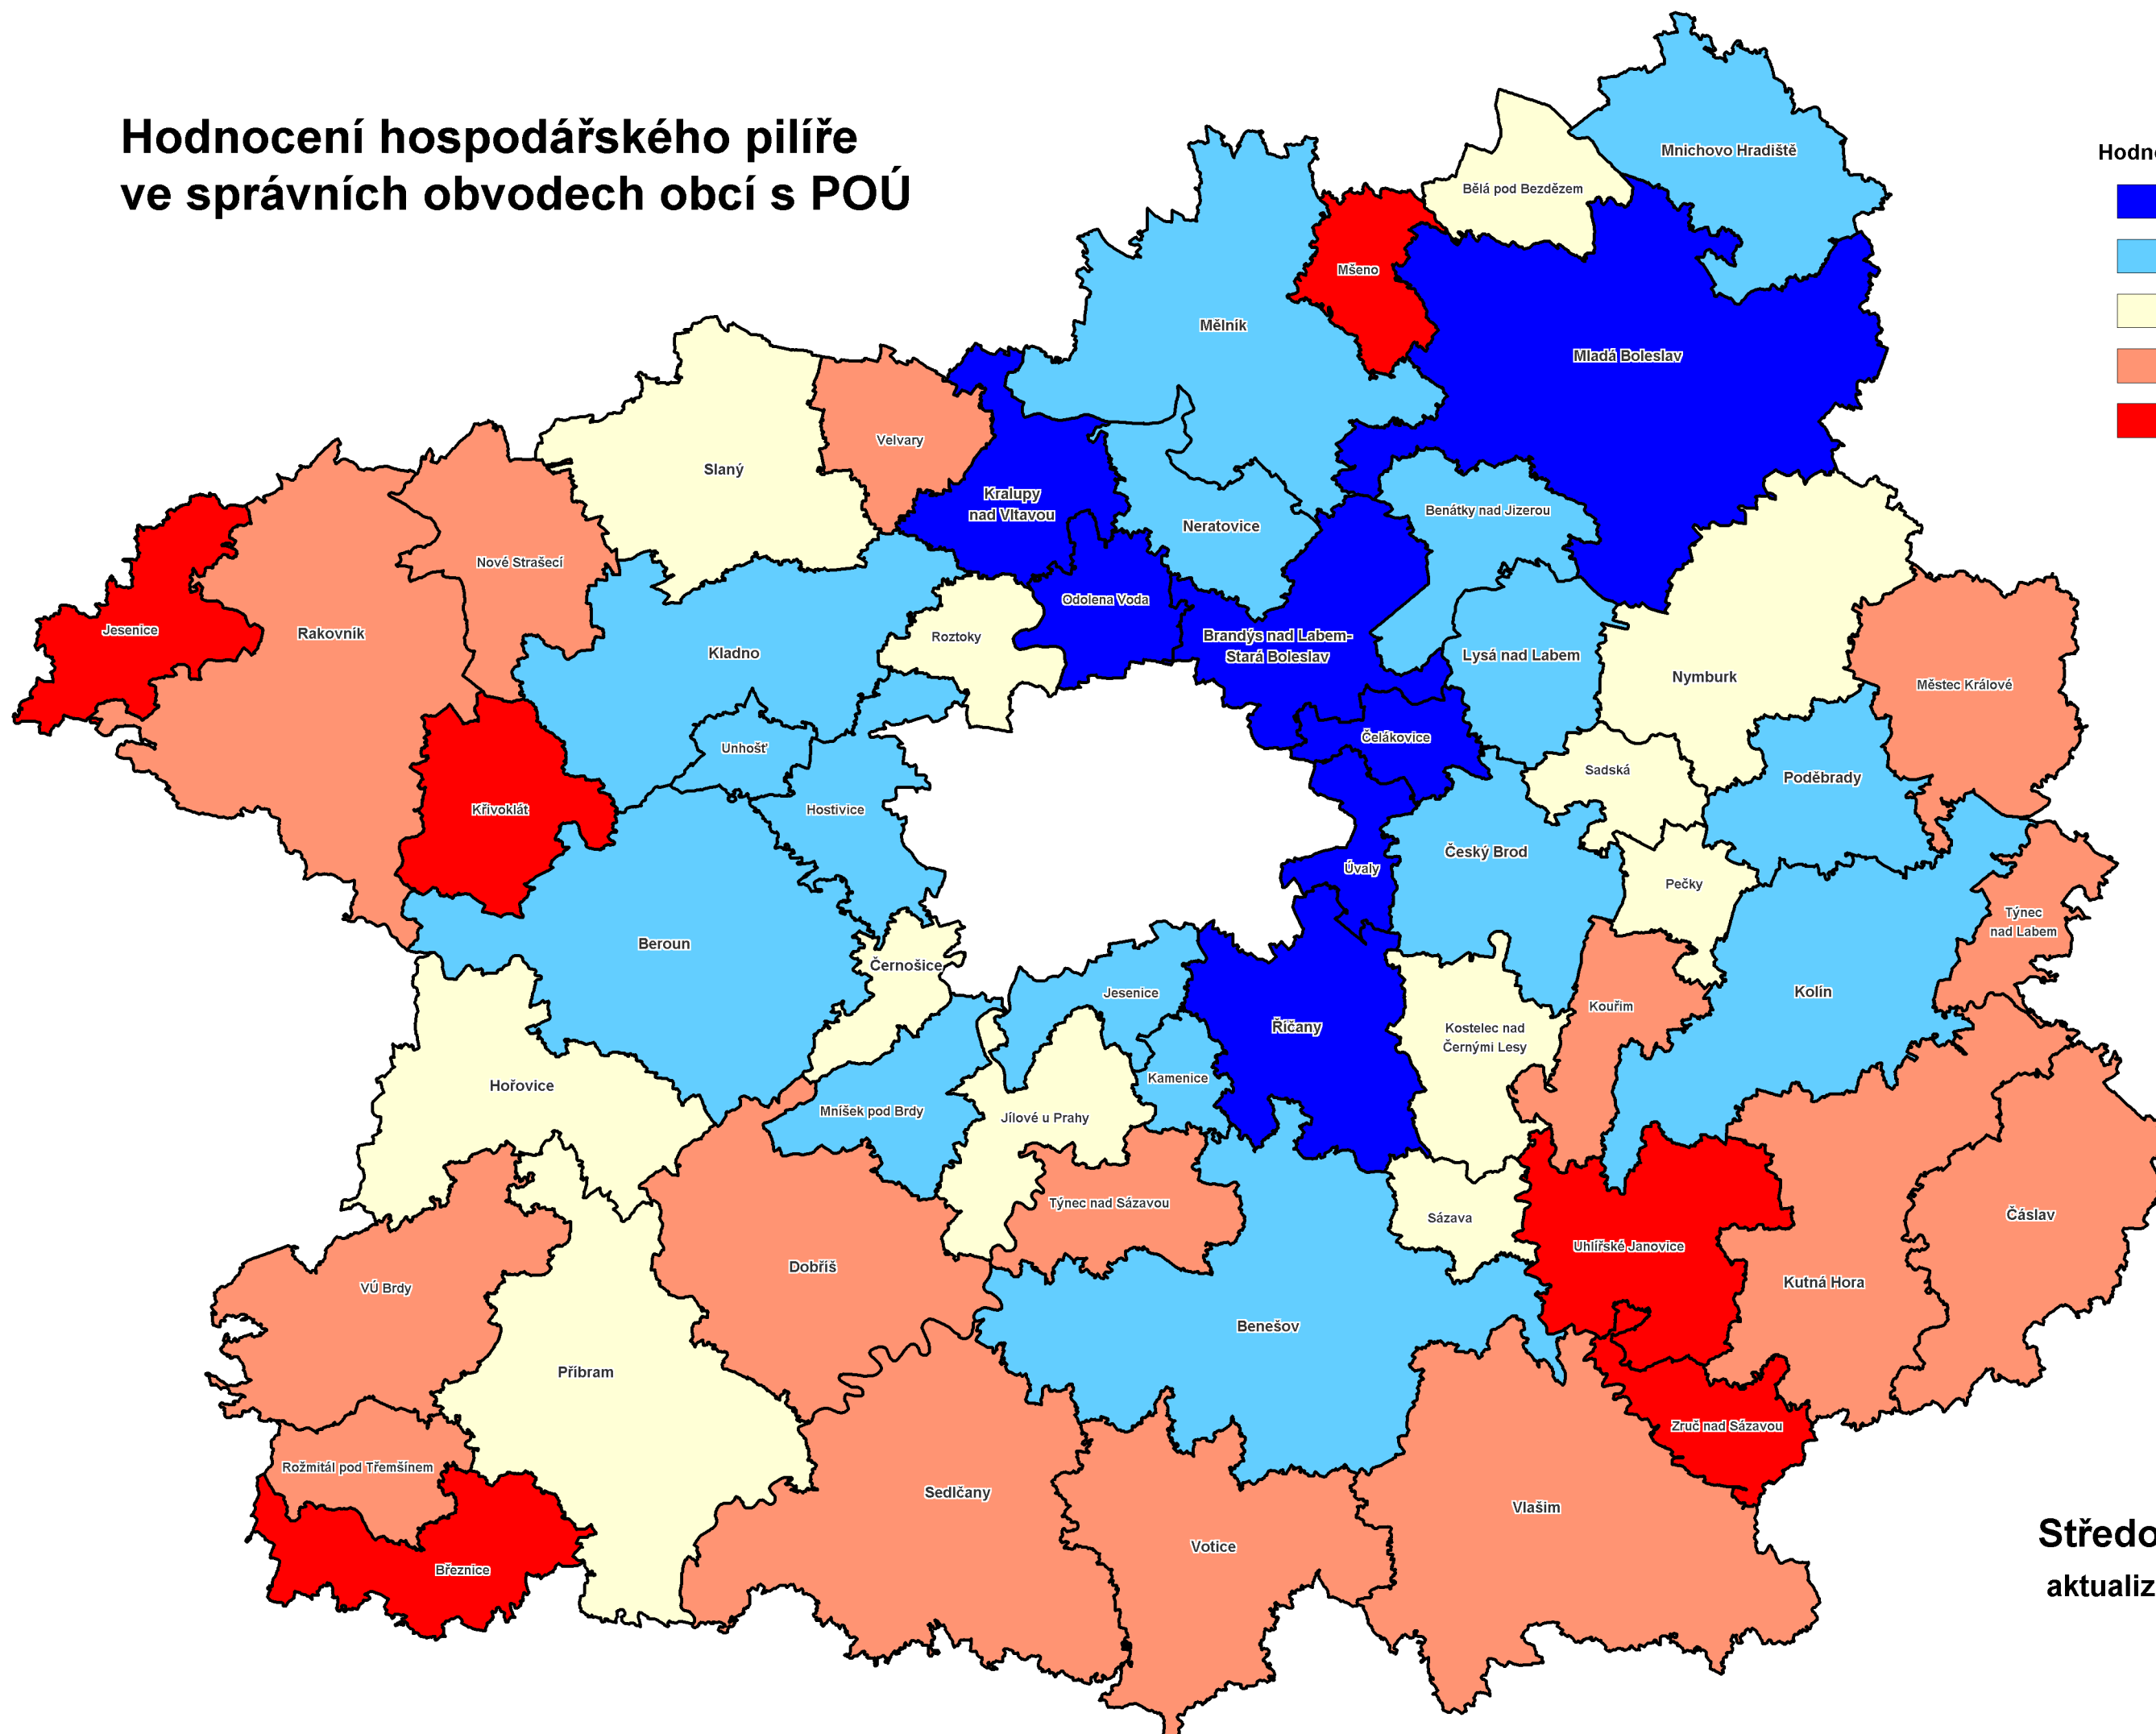 Hodnocení hospodářského pilíře
ve správních obvodech obcí s POÚ
Mnichovo Hradiště
Bělá pod Bezdězem
Mšeno
Mělník
Mladá Boleslav
Velvary
Slaný
Kralupy
nad Vltavou
Benátky nad Jizerou
Neratovice
Nové Strašecí
Odolena Voda
Jesenice
Rakovník
Roztoky
Brandýs nad Labem-
Stará Boleslav
Kladno
Lysá nad Labem
Nymburk
Městec Králové
Čelákovice
Unhošť
Sadská
Poděbrady
Křivoklát
Hostivice
Český Brod
Úvaly
Pečky
Týnec
nad Labem
Beroun
Černošice
Jesenice
Kolín
Kouřim
Říčany
Kostelec nad
Černými Lesy
Kamenice
Hořovice
Mníšek pod Brdy
Jílové u Prahy
Týnec nad Sázavou
Sázava
Čáslav
Uhlířské Janovice
Dobříš
Kutná Hora
VÚ Brdy
Benešov
Příbram
Zruč nad Sázavou
Rožmitál pod Třemšínem
Sedlčany
Vlašim
Votice
Březnice